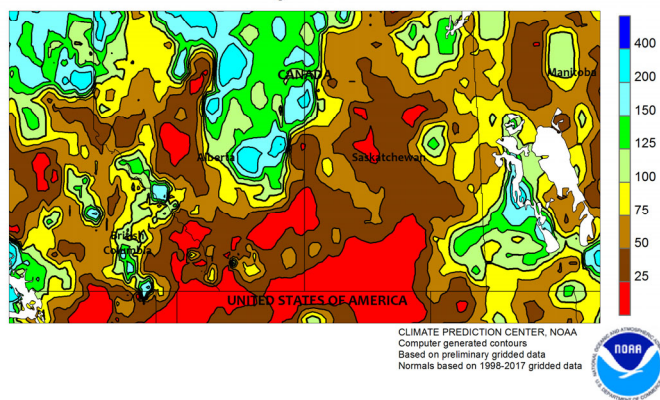 CANADA
Manitoba
Alberta
Saskatchewan
British
Columbia
UNITED STATES OF AMERICA
400
200
150
125
100
75
50
25
CLIMATE PREDICTION CENTER, NOAA
Computer generated contours
Based on preliminary gridded data
Normals based on 1998-2017 gridded data
NOAA